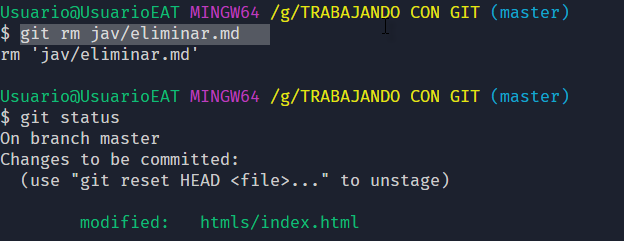 Usuario@UsuarioEAT MINGW64 /g/TRABAJANDO CON GIT (master)
$ git rm jav/eliminar.md
rm 'jav/eliminar.md'
Usuario@UsuarioEAT MINGW64 /g/TRABAJANDO CON GIT (master)
$ git status
On branch master
Changes to be committed:
  (use "git reset HEAD <file>..." to unstage)
        modified:   htmls/index.html